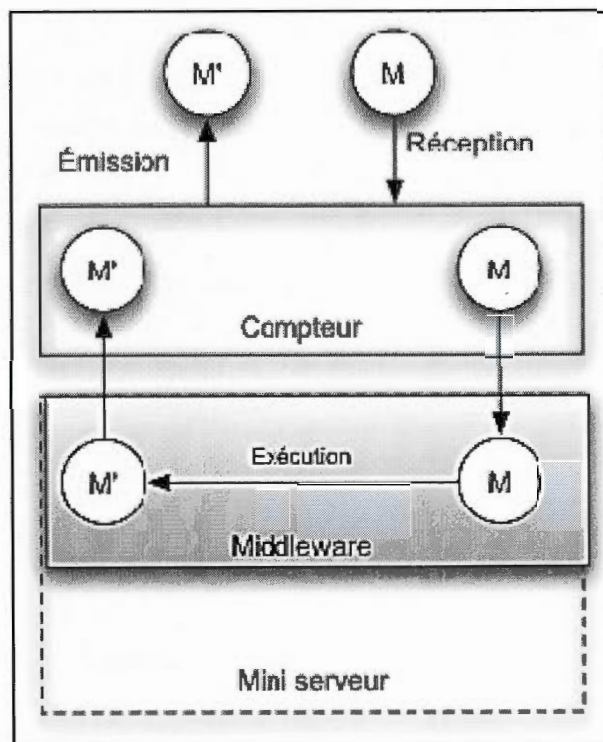 M' M
Émission Réception
M' M
Compteur
Exécution
M' M
Middleware
Mini serveur